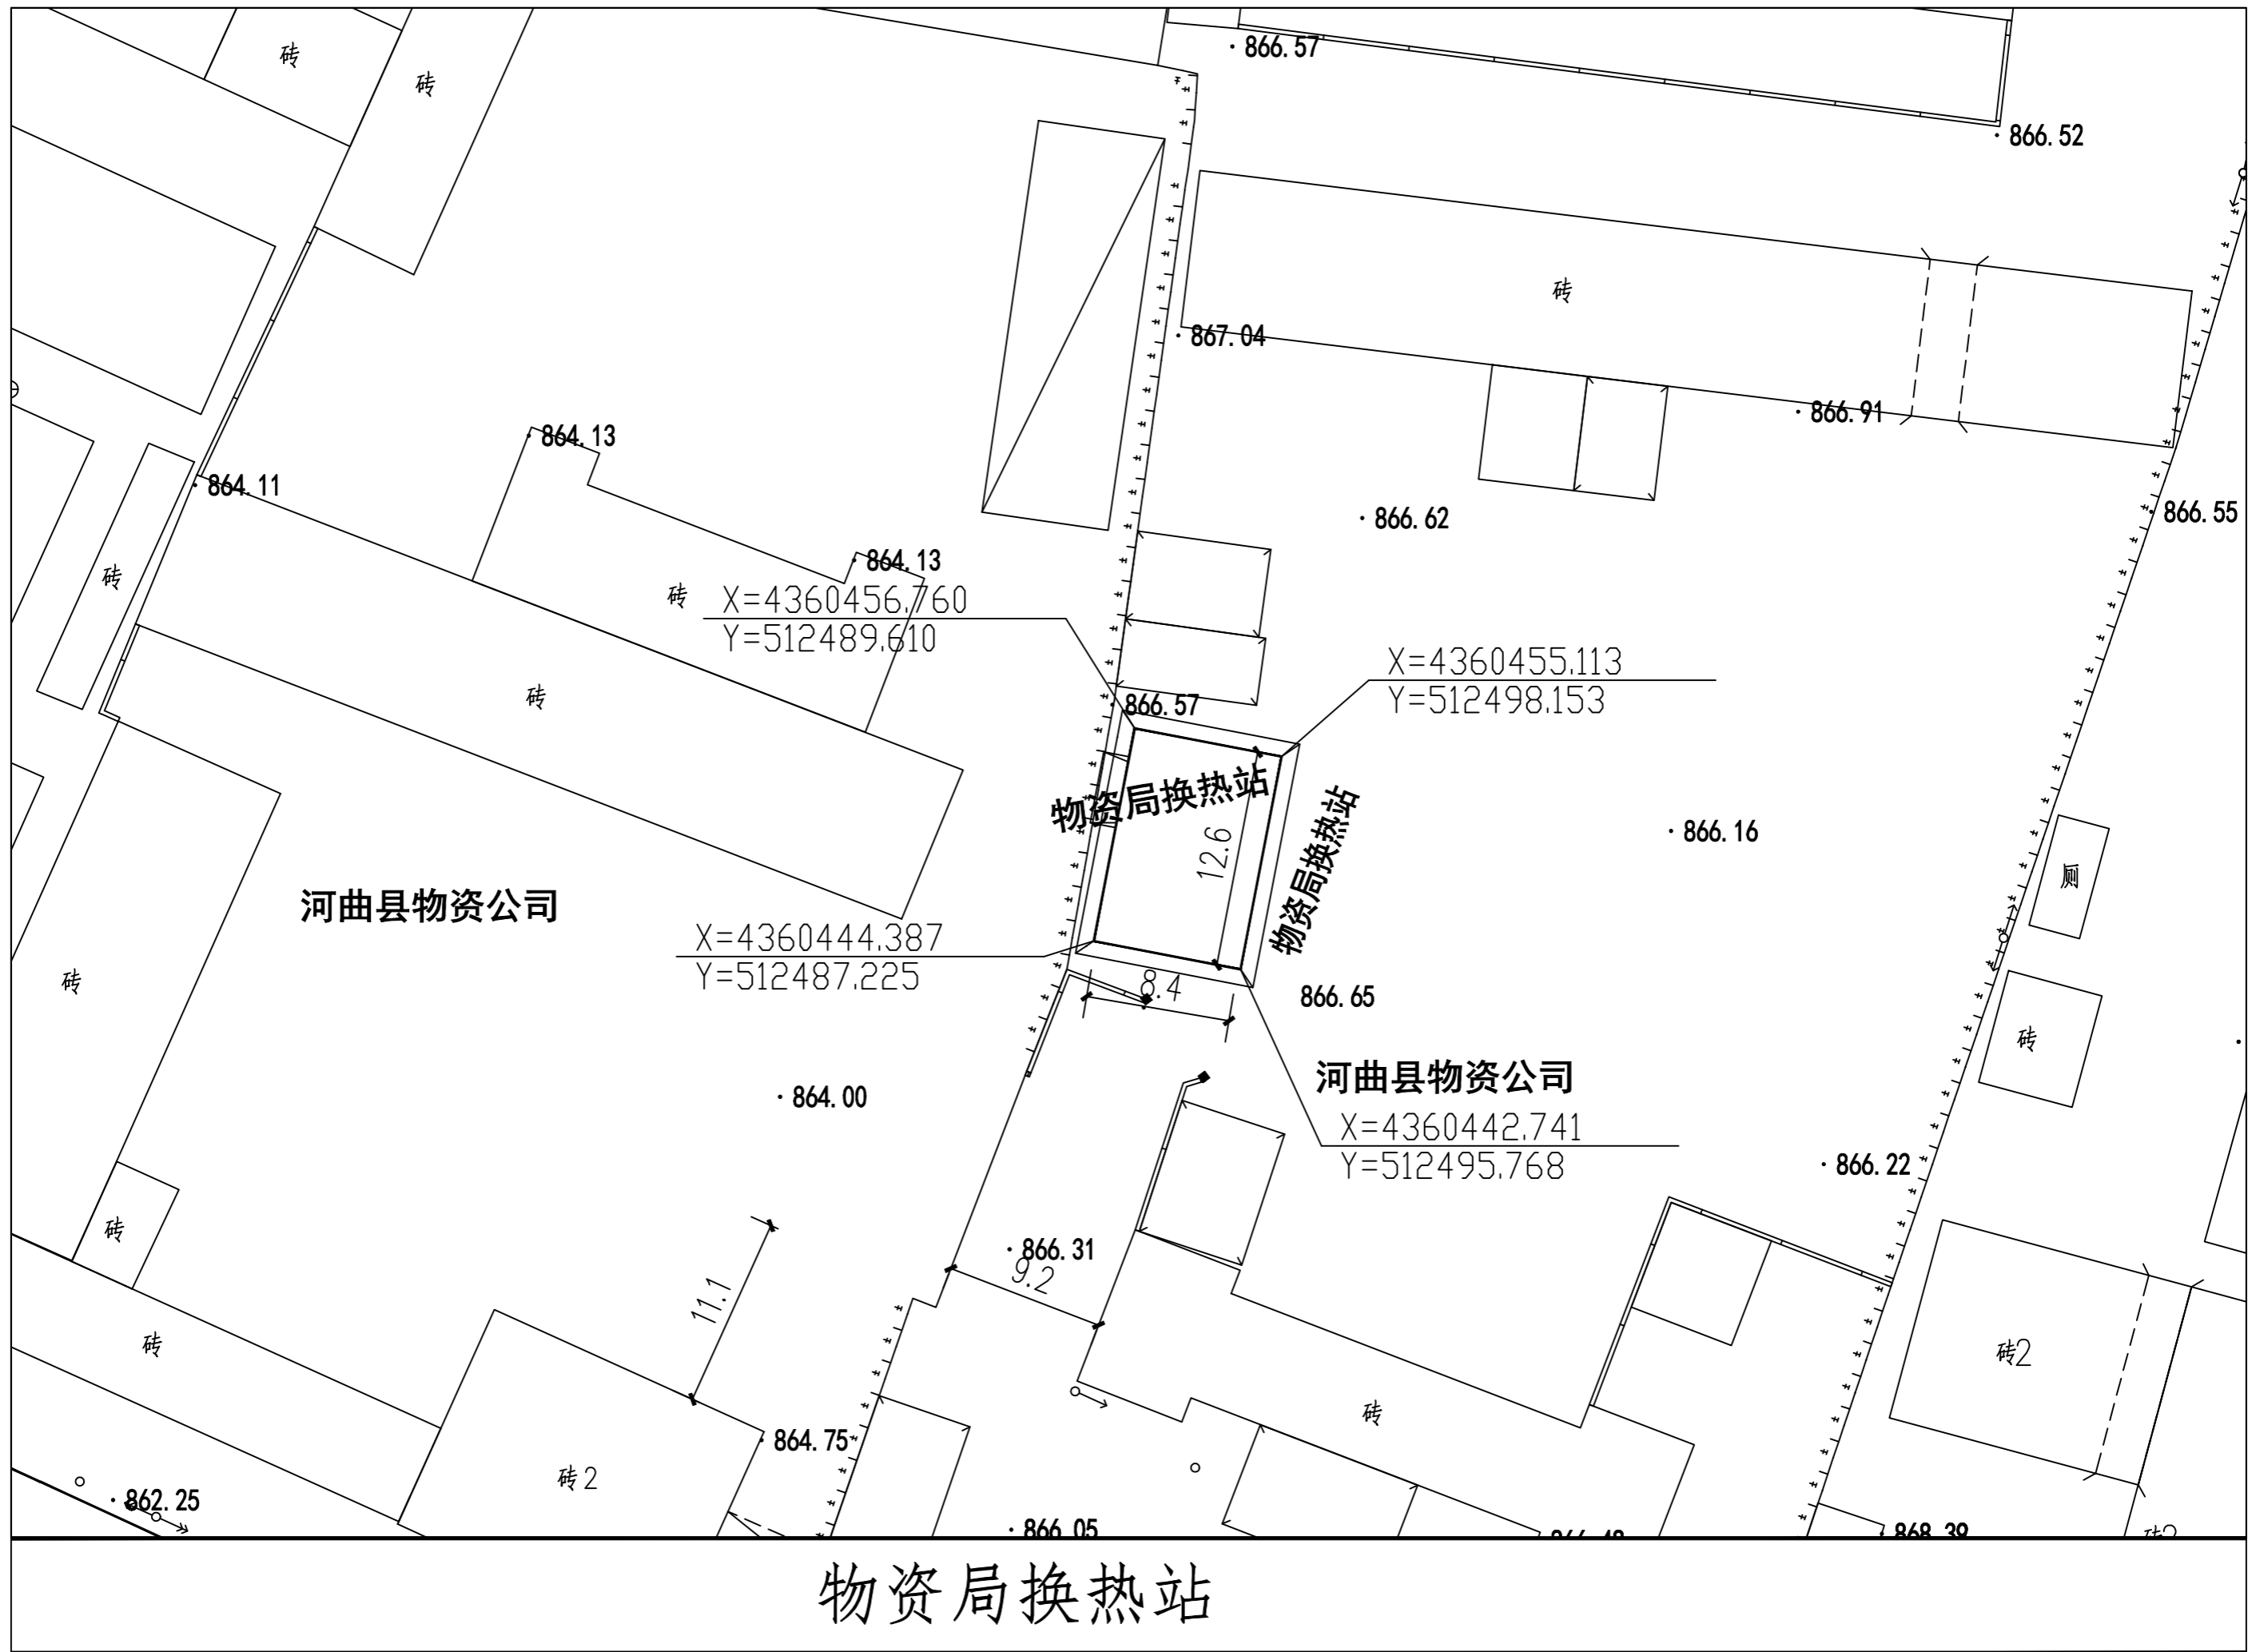 866.57
砖
砖
866.52
砖
867.04
866.91
864.13
864.11
866.62
866.55
864.13
砖
砖
X=4360456.760
Y=512489.610
X=4360455.113
Y=512498.153
砖
866.57
物资局换热站
12.6
物资局换热站
866.16
厕
河曲县物资公司
X=4360444.387
Y=512487.225
砖
8.4
866.65
砖
河曲县物资公司
864.00
X=4360442.741
Y=512495.768
866.22
砖
866.31
9.2
11.1
砖
砖2
砖
864.75
砖2
862.25
866.05
868.39
物资局换热站